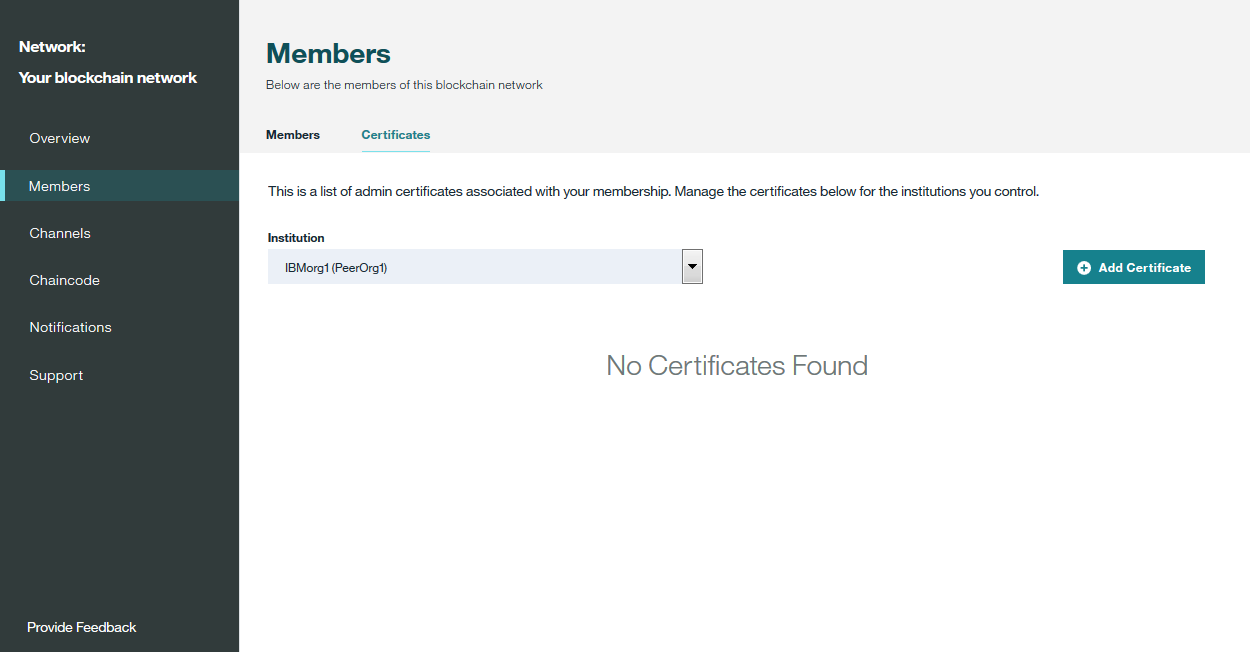 Network:
Your blockchain network
Overview
Members
Channels
Chaincode
Notifications
Support
Provide Feedback
Members
Below are the members of this blockchain network
Members Certificates
This is a list of admin certificates associated with your membership. Manage the certificates below for the institutions you control.
Institution
IBMorg1 (PeerOrg1)
Add Certificate
No Certificates Found